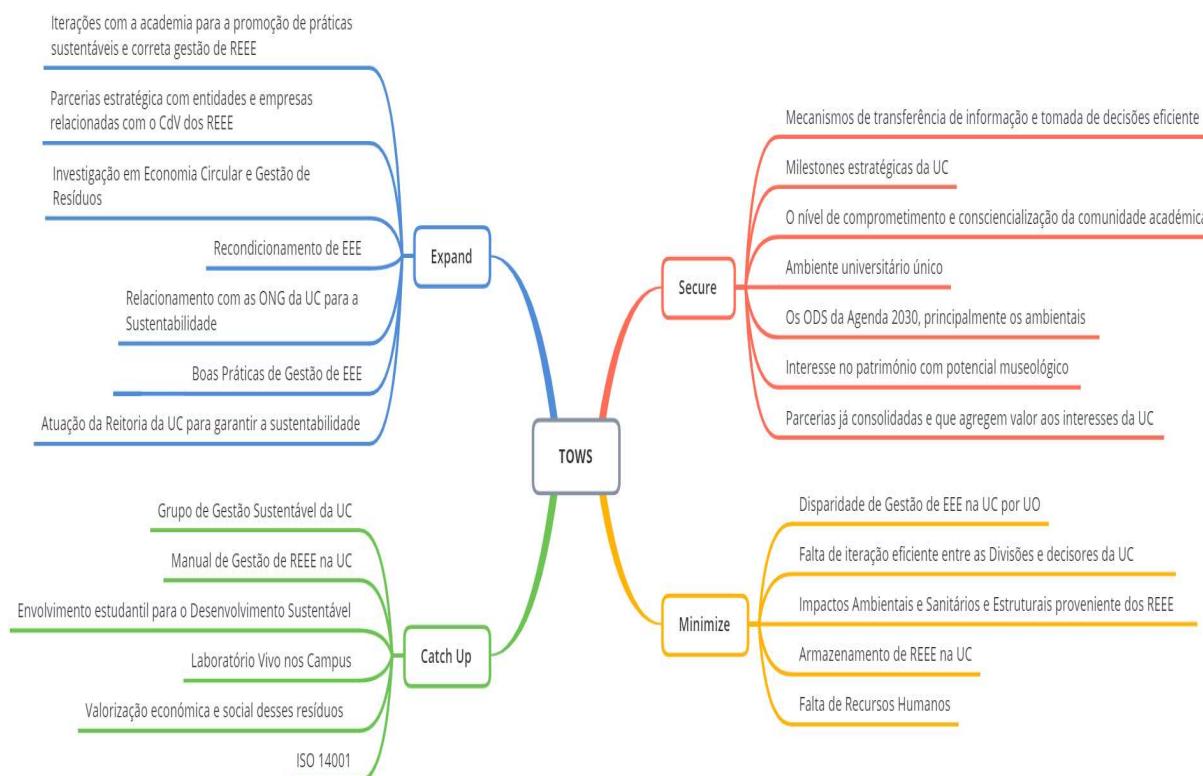 Iterações com a academia para a promoção de práticas
sustentáveis e correta gestão de REEE
Parcerias estratégica com entidades e empresas
relacionadas com o CdV dos REEE
Investigação em Economia Circular e Gestão de
Resíduos
Recondicionamento de EEE
Relacionamento com as ONG da UC para a
Sustentabilidade
Boas Práticas de Gestão de EEE
Atuação da Reitoria da UC para garantir a sustentabilidade
Expand
Grupo de Gestão Sustentável da UC
Manual de Gestão de REEE na UC
Envolvimento estudantil para o Desenvolvimento Sustentável
Laboratório Vivo nos Campus
Valorização económica e social desses resíduos
ISO 14001
Catch Up
TOWS
Secure
Mecanismos de transferência de informação e tomada de decisões eficiente
Milestones estratégicas da UC
O nível de comprometimento e consciencialização da comunidade académica
Ambiente universitário único
Os ODS da Agenda 2030, principalmente os ambientais
Interesse no património com potencial museológico
Parcerias já consolidadas e que agregem valor aos interesses da UC
Minimize
Disparidade de Gestão de EEE na UC por UO
Falta de iteração eficiente entre as Divisões e decisores da UC
Impactos Ambientais e Sanitários e Estruturais proveniente dos REEE
Armazenamento de REEE na UC
Falta de Recursos Humanos